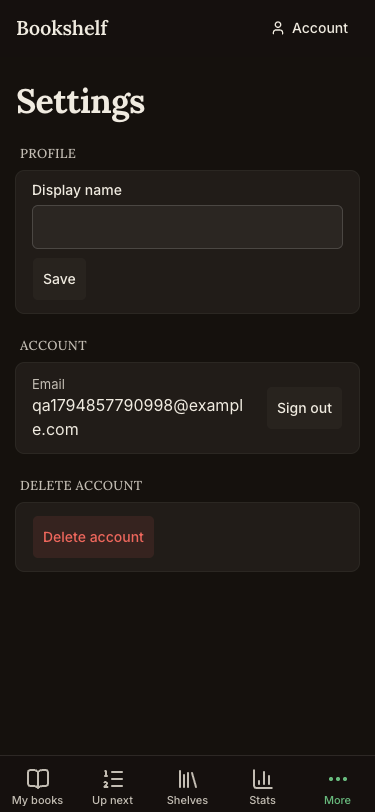 Bookshelf
Account
Settings
PROFILE
Display name
Save
ACCOUNT
Email
qa1794857790998@exampl
e.com
Sign out
DELETE ACCOUNT
Delete account
My books
Up next
Shelves
Stats
More